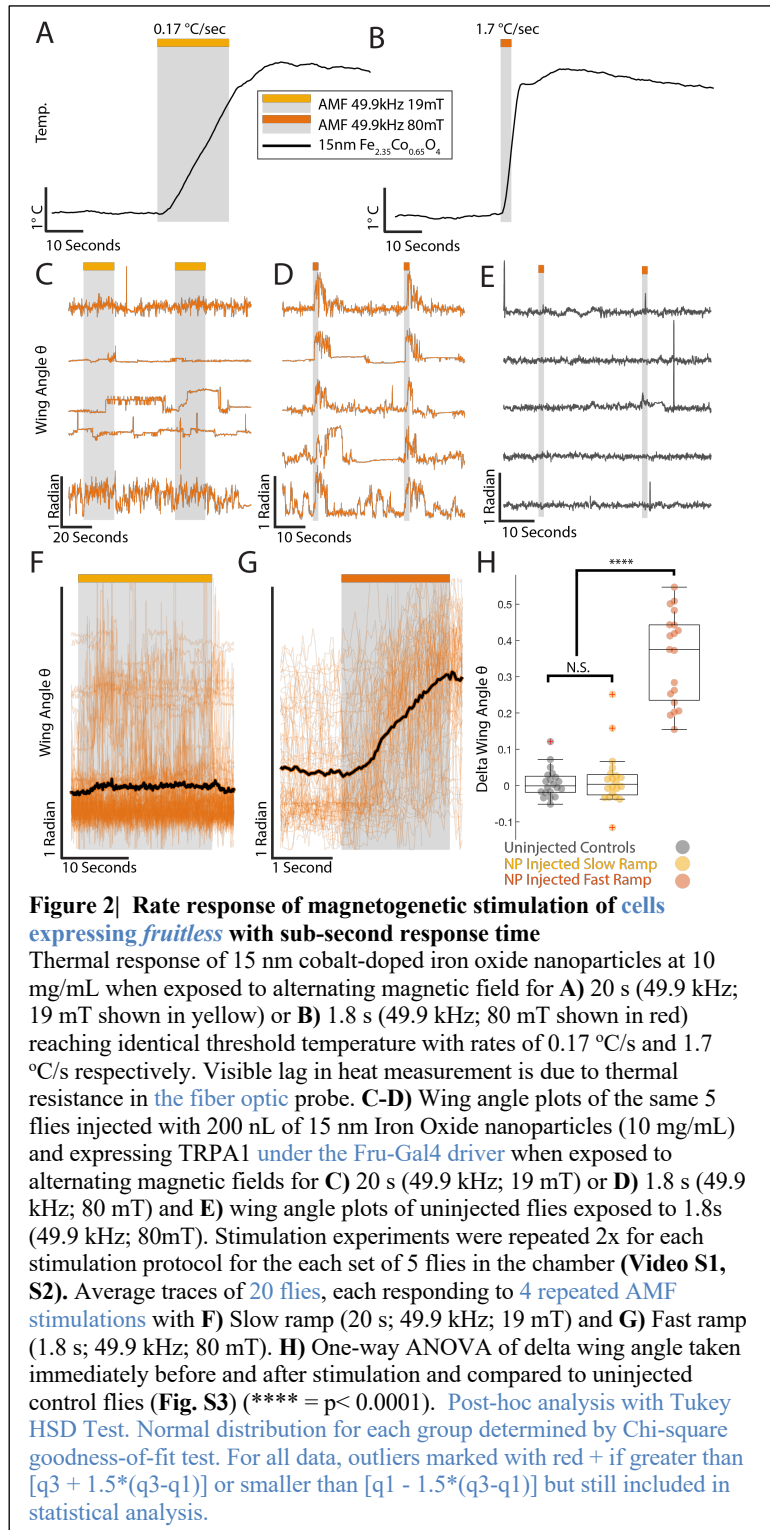 A
0.17 °C/sec
B
1.7 °C/sec
Temp.
AMF 49.9kHz 19mT
AMF 49.9kHz 80mT
15nm Fe2.35Co0.65O4
1° C
10 Seconds
1° C
10 Seconds
C
D
E
Wing Angle θ
1 Radian
20 Seconds
1 Radian
10 Seconds
1 Radian
10 Seconds
F
G
H
****
N.S.
Wing Angle θ
1 Radian
10 Seconds
1 Radian
1 Second
Delta Wing Angle θ
0.5
0.4
0.3
0.2
0.1
0
-0.1
Uninjected Controls
NP Injected Slow Ramp
NP Injected Fast Ramp
Figure 2| Rate response of magnetogenetic stimulation of cells
expressing fruitless with sub-second response time
Thermal response of 15 nm cobalt-doped iron oxide nanoparticles at 10
mg/mL when exposed to alternating magnetic field for A) 20 s (49.9 kHz;
19 mT shown in yellow) or B) 1.8 s (49.9 kHz; 80 mT shown in red)
reaching identical threshold temperature with rates of 0.17 °C/s and 1.7
°C/s respectively. Visible lag in heat measurement is due to thermal
resistance in the fiber optic probe. C-D) Wing angle plots of the same 5
flies injected with 200 nL of 15 nm Iron Oxide nanoparticles (10 mg/mL)
and expressing TRPA1 under the Fru-Gal4 driver when exposed to
alternating magnetic fields for C) 20 s (49.9 kHz; 19 mT) or D) 1.8 s (49.9
kHz; 80 mT) and E) wing angle plots of uninjected flies exposed to 1.8s
(49.9 kHz; 80mT). Stimulation experiments were repeated 2x for each
stimulation protocol for the each set of 5 flies in the chamber (Video S1,
S2). Average traces of 20 flies, each responding to 4 repeated AMF
stimulations with F) Slow ramp (20 s; 49.9 kHz; 19 mT) and G) Fast ramp
(1.8 s; 49.9 kHz; 80 mT). H) One-way ANOVA of delta wing angle taken
immediately before and after stimulation and compared to uninjected
control flies (Fig. S3) (**** = p< 0.0001).  Post-hoc analysis with Tukey
HSD Test. Normal distribution for each group determined by Chi-square
goodness-of-fit test. For all data, outliers marked with red + if greater than
[q3 + 1.5*(q3-q1)] or smaller than [q1 - 1.5*(q3-q1)] but still included in
statistical analysis.